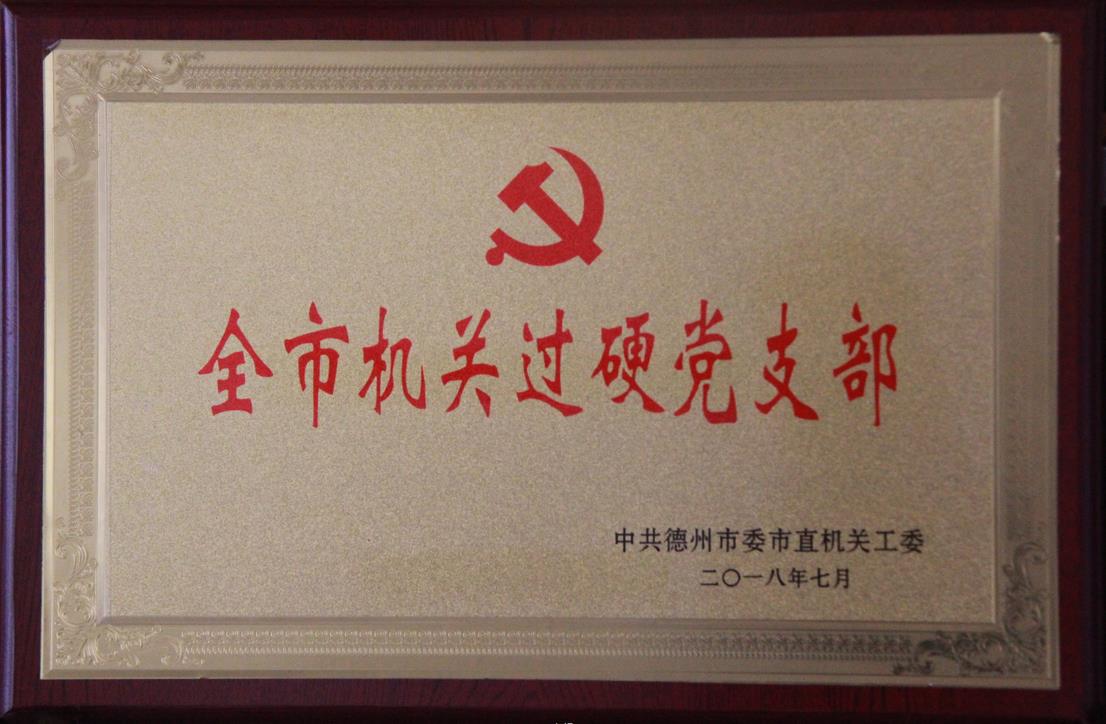 全市机关过硬党支部
中共德州市委市直机关工委
二〇一八年七月